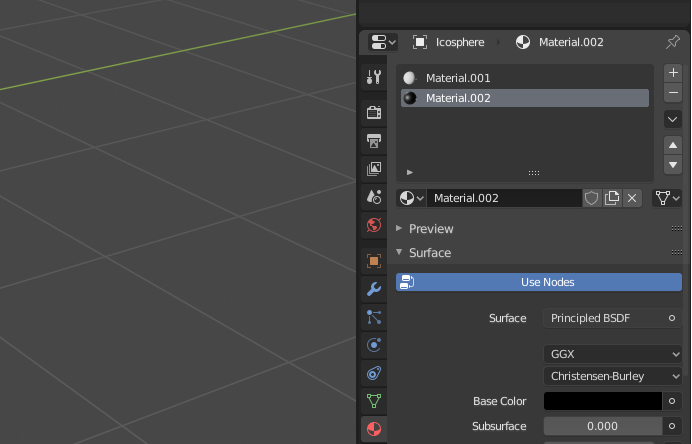 Icosphere Material.002
Material.001
Material.002
Material.002
Preview
Surface
Use Nodes
Surface Principled BSDF
GGX
Christensen-Burley
Base Color
Subsurface 0.000